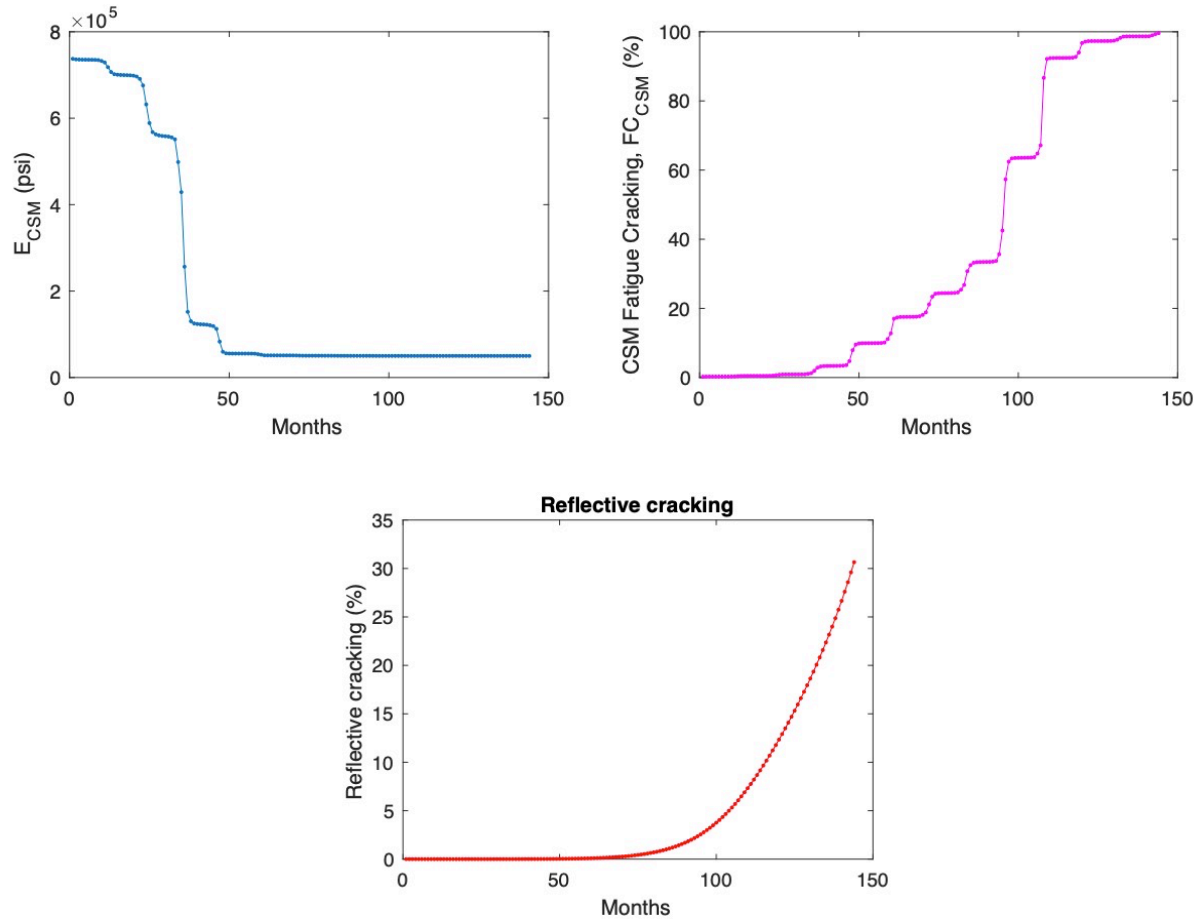 ×10⁵
8
6
4
2
0
E_CSM (psi)
0 50 100 150
Months
100
80
60
40
20
0
CSM Fatigue Cracking, FC_CSM (%)
0 50 100 150
Months
Reflective cracking
35
30
25
20
15
10
5
0
Reflective cracking (%)
0 50 100 150
Months